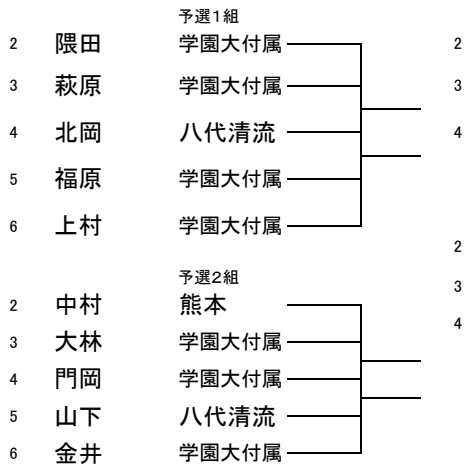 予選1組
2 隈田 学園大付属
3 萩原 学園大付属
4 北岡 八代清流
5 福原 学園大付属
6 上村 学園大付属
予選2組
2 中村 熊本
3 大林 学園大付属
4 門岡 学園大付属
5 山下 八代清流
6 金井 学園大付属
2
3
4
2
3
4